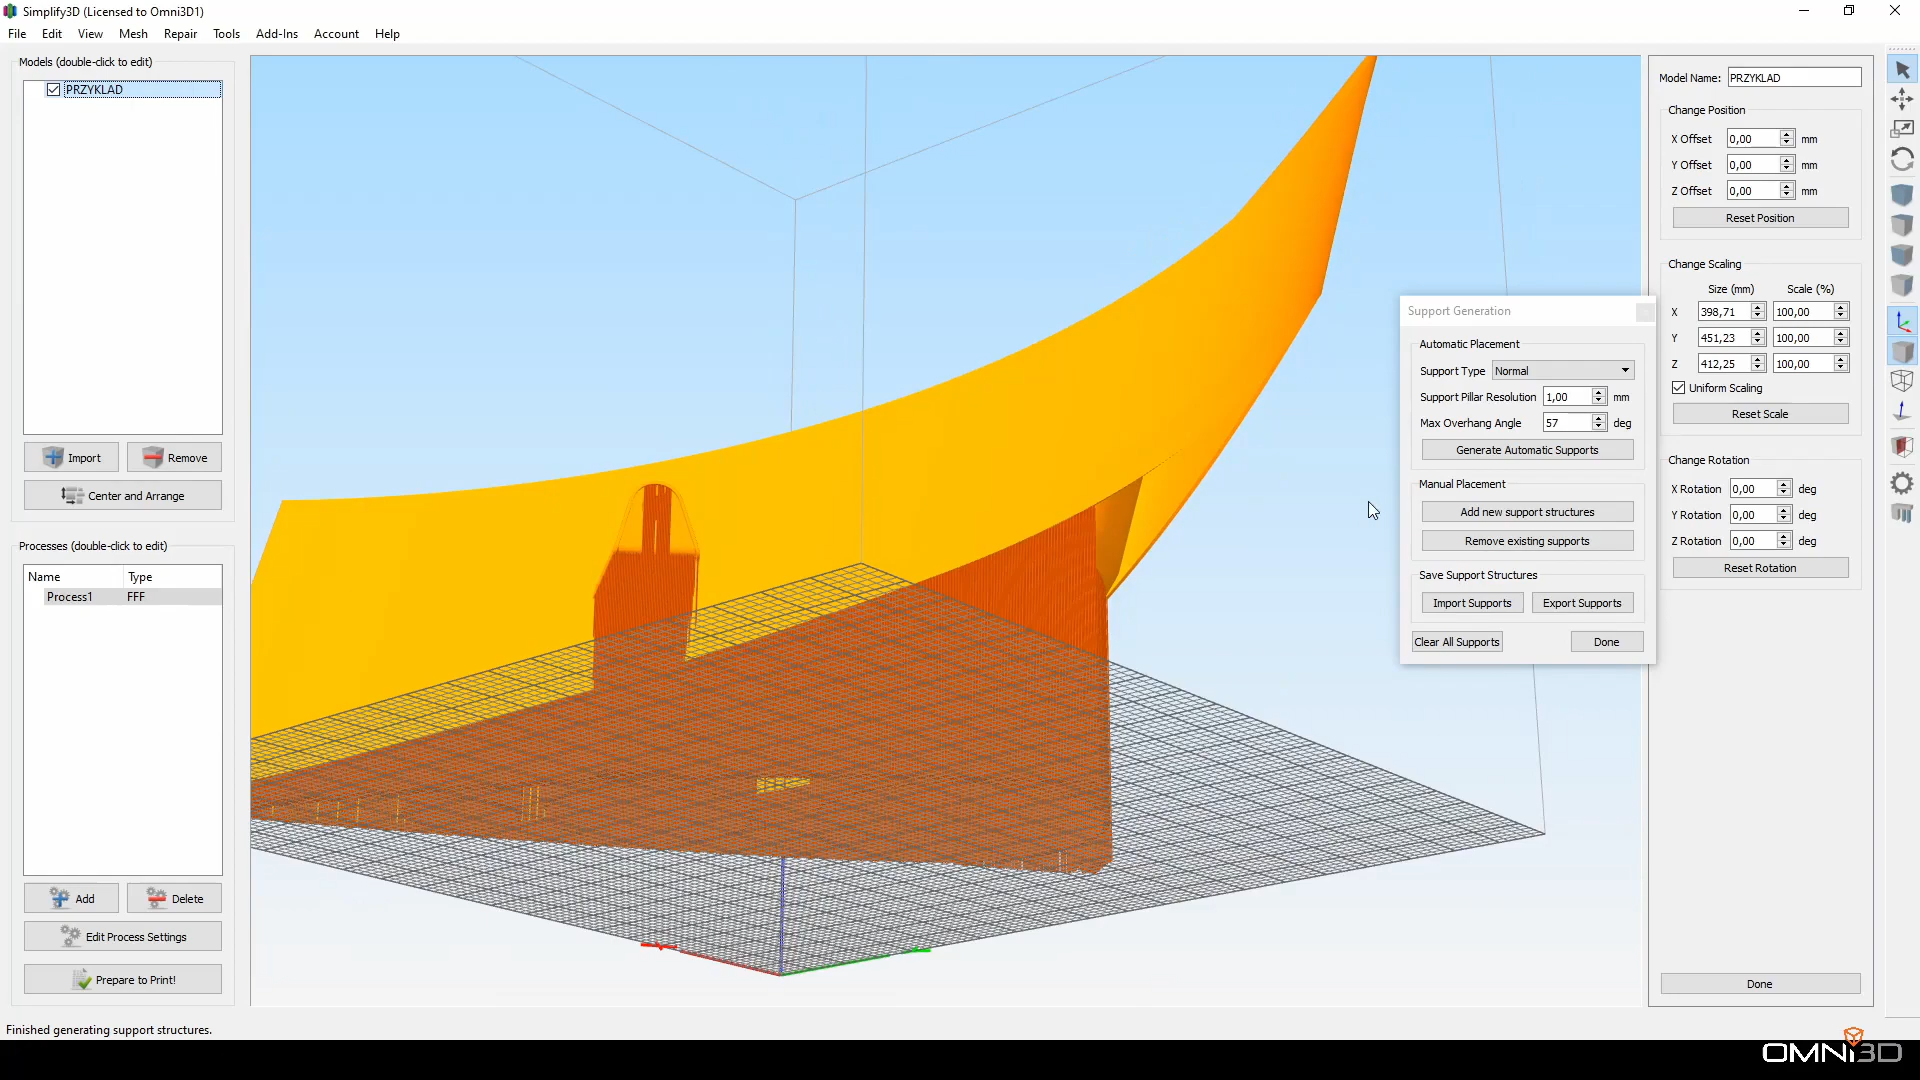 Simplify3D (Licensed to Omni3D1)
File Edit View Mesh Repair Tools Add-Ins Account Help
Models (double-click to edit)
PRZYKLAD
Import Remove
Center and Arrange
Processes (double-click to edit)
Name Type
Process1 FFF
Add Delete
Edit Process Settings
Prepare to Print!
Finished generating support structures.
Support Generation
Automatic Placement
Support Type Normal
Support Pillar Resolution 1,00 mm
Max Overhang Angle 57 deg
Generate Automatic Supports
Manual Placement
Add new support structures
Remove existing supports
Save Support Structures
Import Supports Export Supports
Clear All Supports Done
Model Name: PRZYKLAD
Change Position
X Offset 0,00 mm
Y Offset 0,00 mm
Z Offset 0,00 mm
Reset Position
Change Scaling
Size (mm) Scale (%)
X 398,71 100,00
Y 451,23 100,00
Z 412,25 100,00
Uniform Scaling
Reset Scale
Change Rotation
X Rotation 0,00 deg
Y Rotation 0,00 deg
Z Rotation 0,00 deg
Reset Rotation
Done
OMNI3D